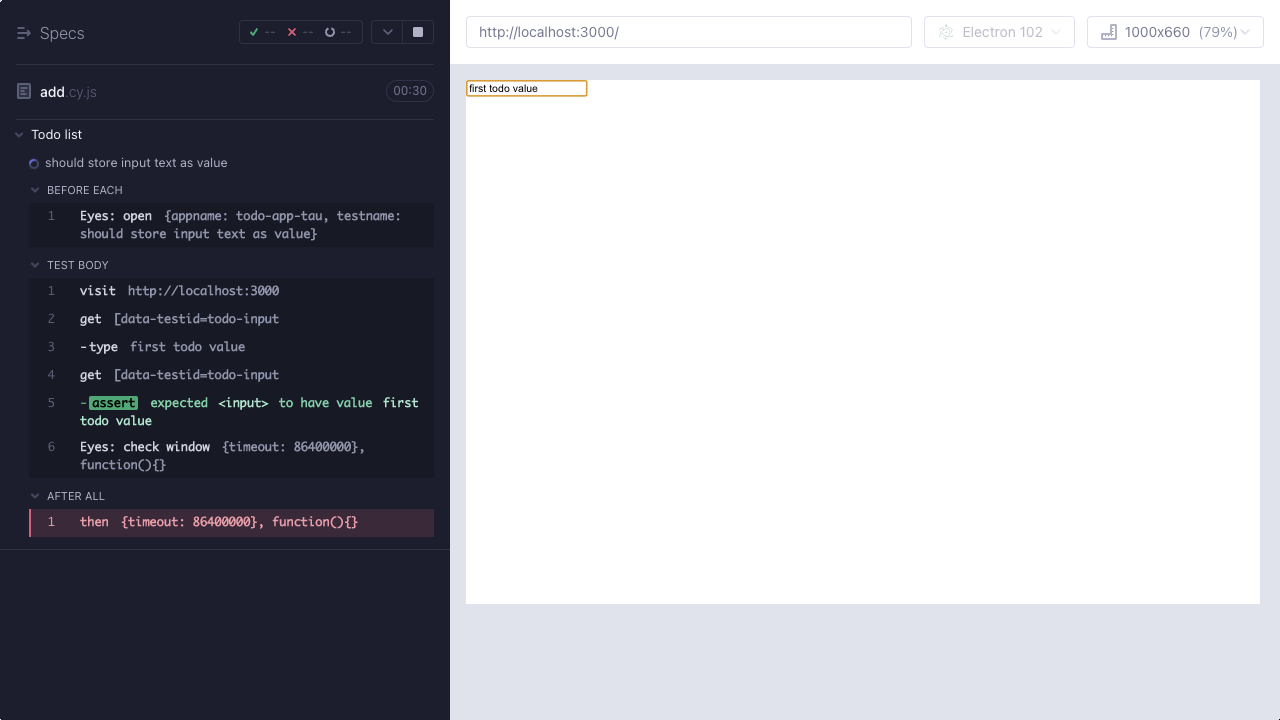 Specs
-- -- --
add.cy.js
00:30
Todo list
should store input text as value
BEFORE EACH
1 Eyes: open {appname: todo-app-tau, testname:
should store input text as value}
TEST BODY
1 visit http://localhost:3000
2 get [data-testid=todo-input
3 -type first todo value
4 get [data-testid=todo-input
5 -assert expected <input> to have value first
todo value
6 Eyes: check window {timeout: 86400000},
function(){}
AFTER ALL
1 then {timeout: 86400000}, function(){}
http://localhost:3000/
Electron 102
1000x660 (79%)
first todo value